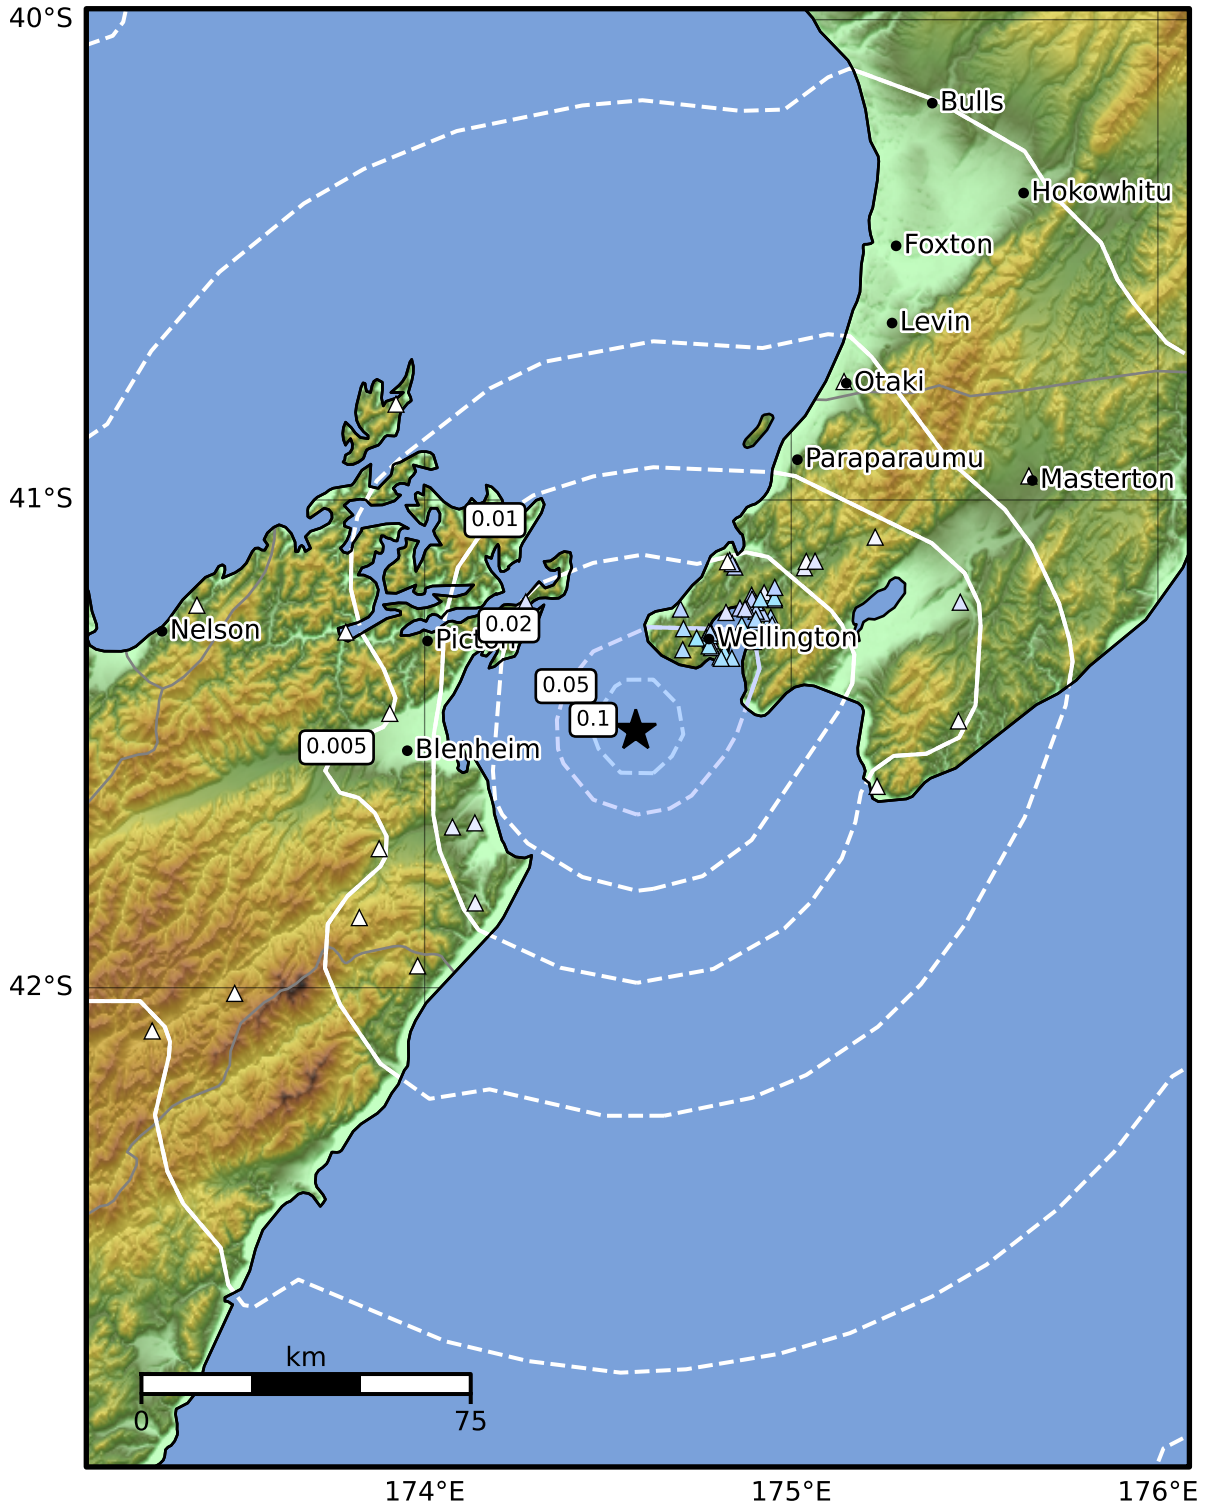 40°S
Bulls
Hokowhitu
Foxton
Levin
Otaki
Paraparaumu
Masterton
41°S
0.01
Nelson
0.02
Picton
Wellington
0.05
0.1
0.005
Blenheim
42°S
km
0
75
174°E
175°E
176°E